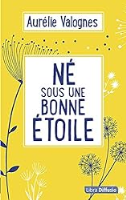 Aurélie Valognes
NÉ
SOUS UNE
BONNE
ÉTOILE
Libra Diffusio